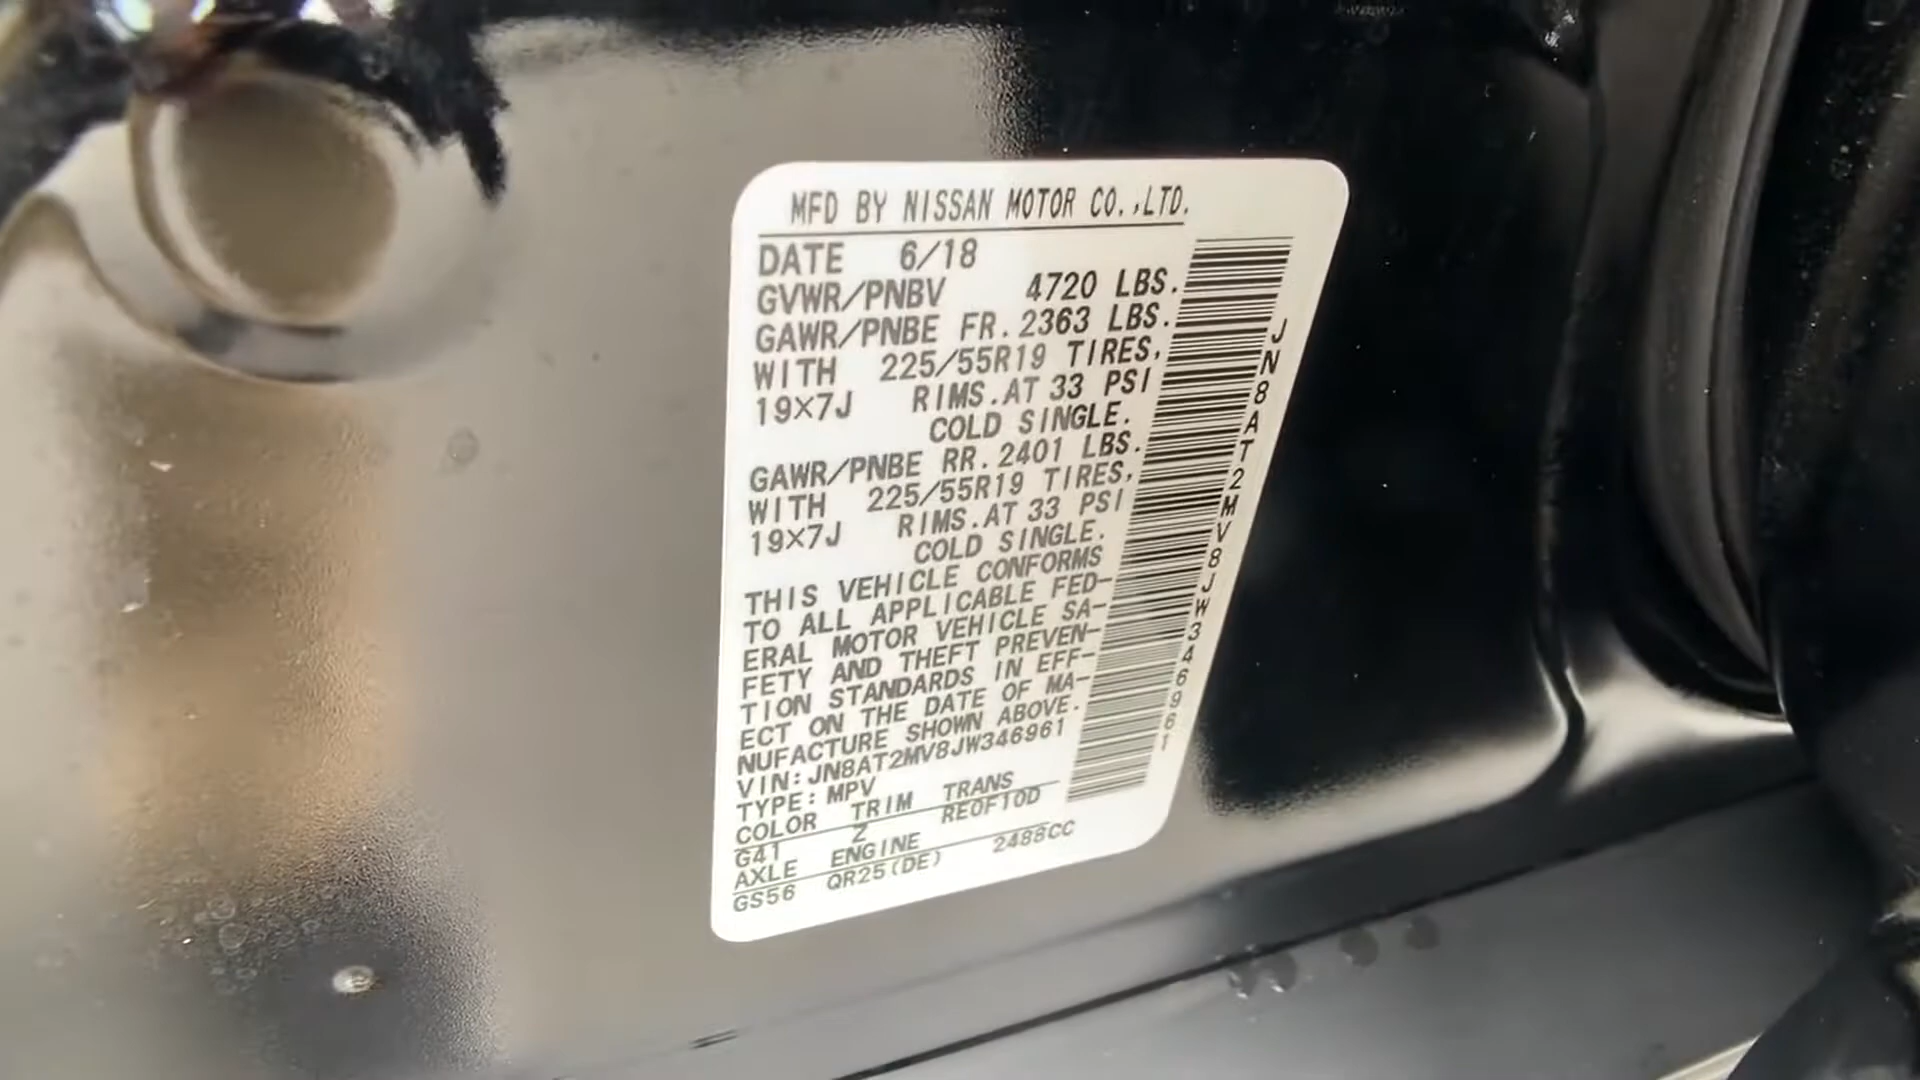 MFD BY NISSAN MOTOR CO.,LTD.
DATE 6/18
GVWR/PNBV 4720 LBS.
GAWR/PNBE FR.2363 LBS.
WITH 225/55R19 TIRES,
19×7J RIMS.AT 33 PSI
COLD SINGLE.
GAWR/PNBE RR.2401 LBS.
WITH 225/55R19 TIRES,
19×7J RIMS.AT 33 PSI
COLD SINGLE.
THIS VEHICLE CONFORMS
TO ALL APPLICABLE FED-
ERAL MOTOR VEHICLE SA-
FETY AND THEFT PREVEN-
TION STANDARDS IN EFF-
ECT ON THE DATE OF MA-
NUFACTURE SHOWN ABOVE.
VIN:JN8AT2MV8JW346961
TYPE:MPV
COLOR TRIM TRANS
G41 Z RE0F10D
AXLE ENGINE
GS56 QR25(DE) 2488CC
JN8AT2MV8JW346961